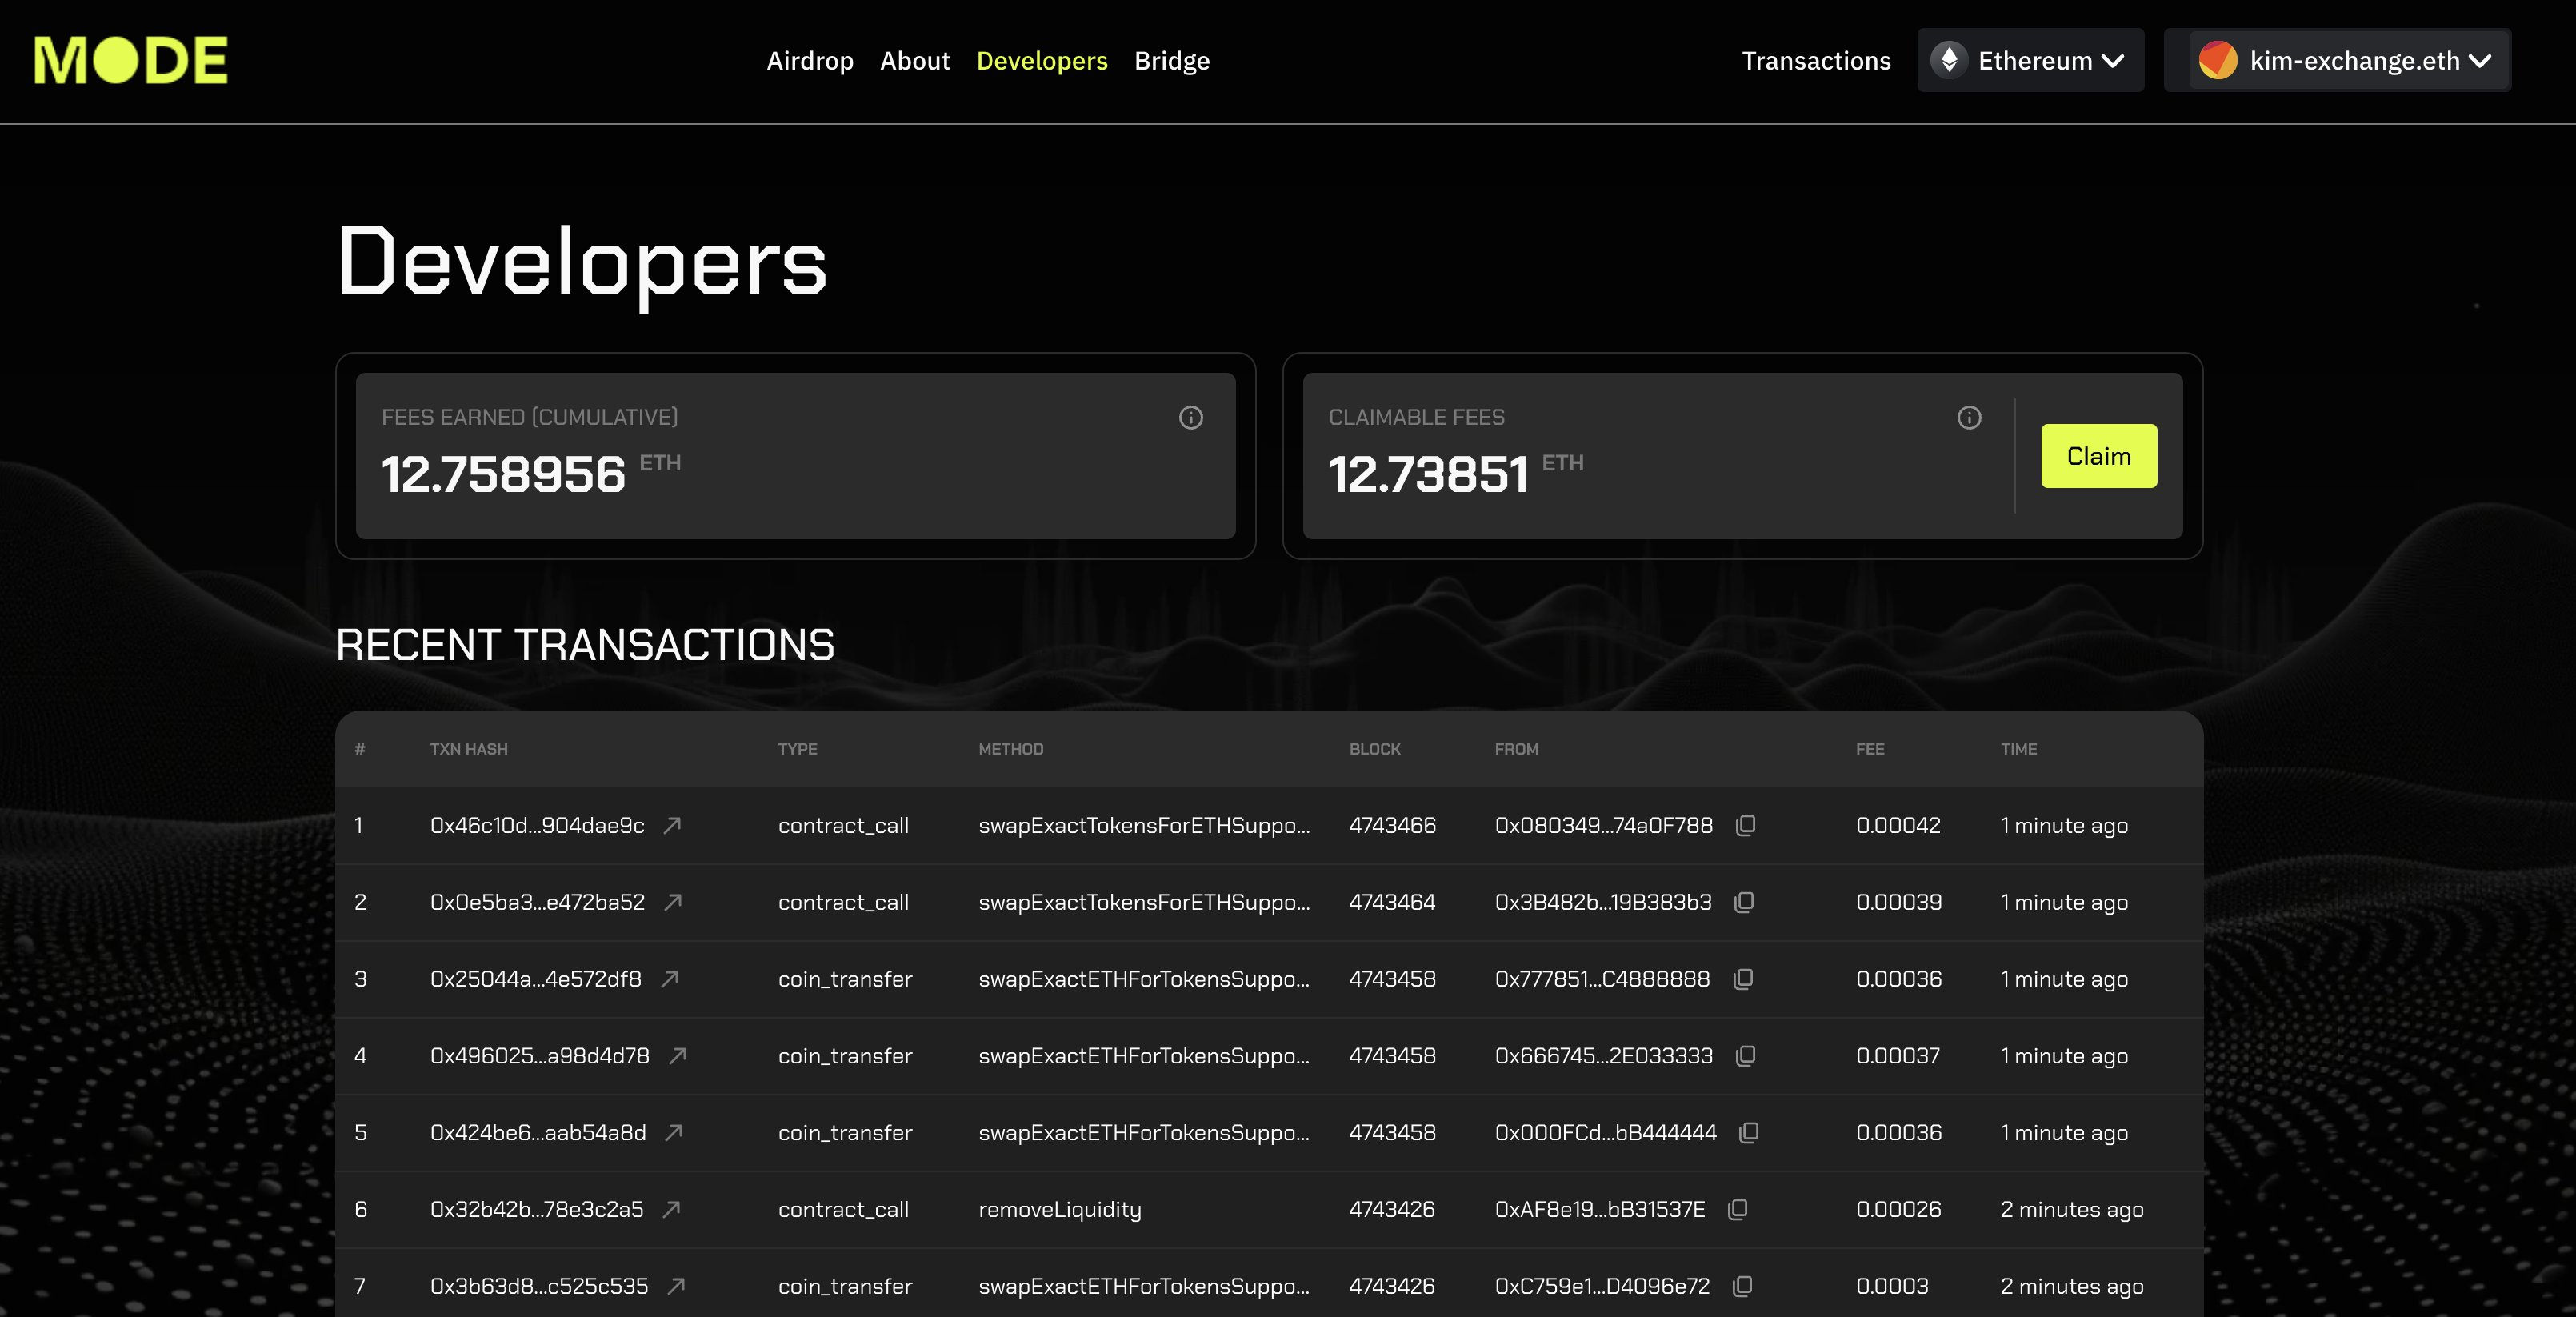 MODE Airdrop About Developers Bridge Transactions Ethereum kim-exchange.eth
Developers
FEES EARNED (CUMULATIVE)
12.758956 ETH
CLAIMABLE FEES
12.73851 ETH
Claim
RECENT TRANSACTIONS
# TXN HASH TYPE METHOD BLOCK FROM FEE TIME
1 0x46c10d...904dae9c contract_call swapExactTokensForETHSuppo... 4743466 0x080349...74a0F788 0.00042 1 minute ago
2 0x0e5ba3...e472ba52 contract_call swapExactTokensForETHSuppo... 4743464 0x3B482b...19B383b3 0.00039 1 minute ago
3 0x25044a...4e572df8 coin_transfer swapExactETHForTokensSuppo... 4743458 0x777851...C4888888 0.00036 1 minute ago
4 0x496025...a98d4d78 coin_transfer swapExactETHForTokensSuppo... 4743458 0x666745...2E033333 0.00037 1 minute ago
5 0x424be6...aab54a8d coin_transfer swapExactETHForTokensSuppo... 4743458 0x000FCd...bB444444 0.00036 1 minute ago
6 0x32b42b...78e3c2a5 contract_call removeLiquidity 4743426 0xAF8e19...bB31537E 0.00026 2 minutes ago
7 0x3b63d8...c525c535 coin_transfer swapExactETHForTokensSuppo... 4743426 0xC759e1...D4096e72 0.0003 2 minutes ago